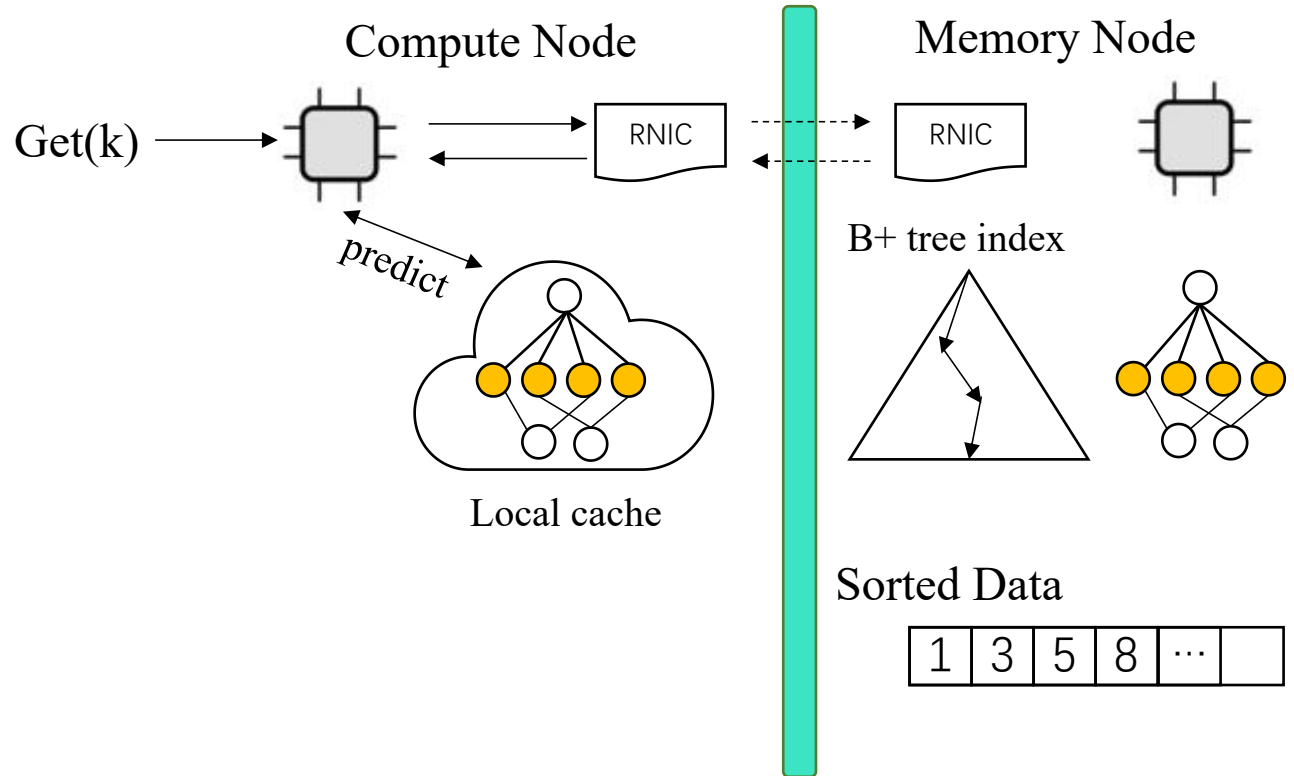 Compute Node
Memory Node
Get(k)
RNIC
RNIC
predict
B+ tree index
Local cache
Sorted Data
1 3 5 8 ···